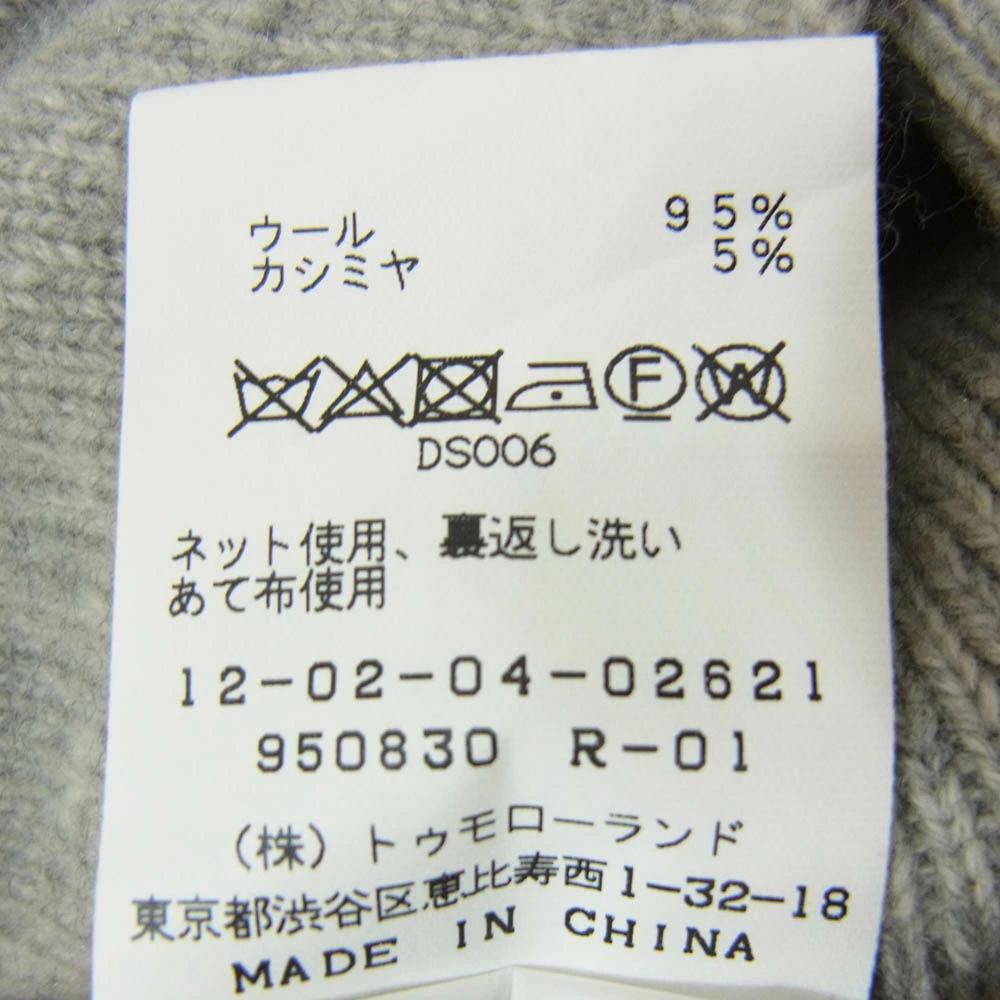 ウール 95%
カシミヤ 5%
F W
DS006
ネット使用、裏返し洗い
あて布使用
12-02-04-02621
950830 R-01
(株)トゥモローランド
東京都渋谷区恵比寿西1-32-18
MADE IN CHINA